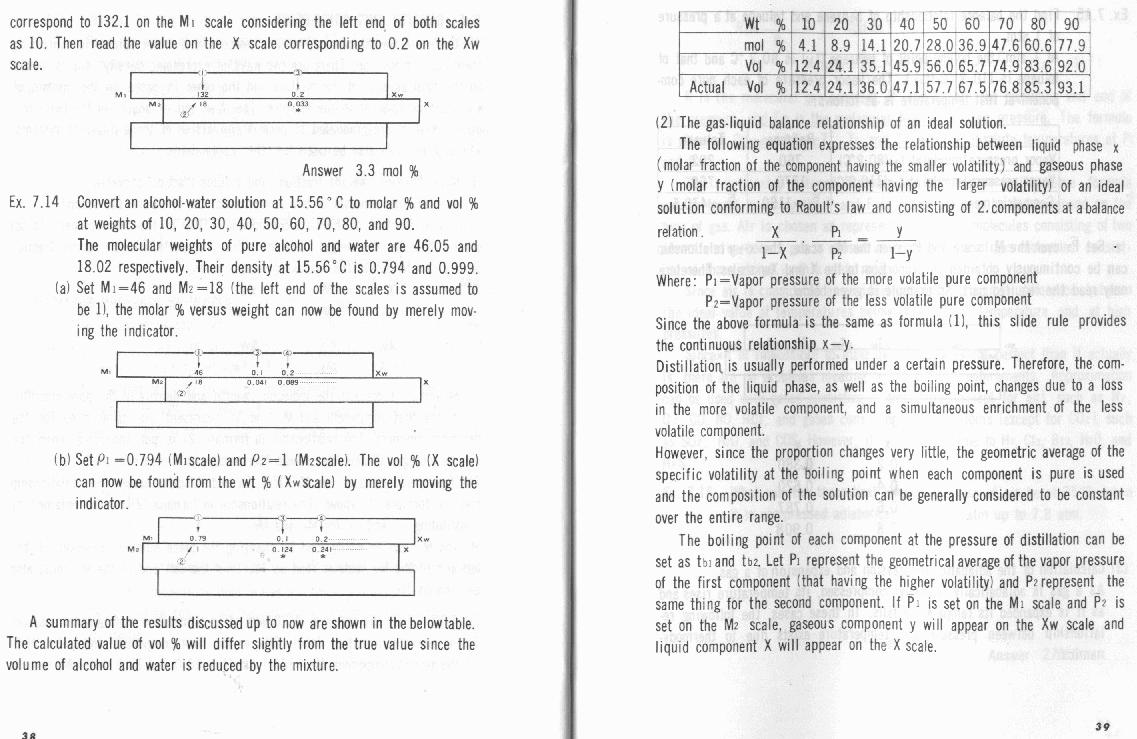 correspond to 132.1 on the M1 scale considering the left end of both scales
as 10. Then read the value on the X scale corresponding to 0.2 on the Xw
scale.
① ③
M1 132 0.2 Xw
M2 18 0.033 X
② *
Answer 3.3 mol %
Ex. 7.14 Convert an alcohol-water solution at 15.56°C to molar % and vol %
at weights of 10, 20, 30, 40, 50, 60, 70, 80, and 90.
The molecular weights of pure alcohol and water are 46.05 and
18.02 respectively. Their density at 15.56°C is 0.794 and 0.999.
(a) Set M1=46 and M2=18 (the left end of the scales is assumed to
be 1), the molar % versus weight can now be found by merely mov-
ing the indicator.
① ③ ④
M1 46 0.1 0.2 Xw
M2 18 0.041 0.089 X
②
(b) Set ρ1 =0.794 (M1scale) and ρ2=1 (M2scale). The vol % (X scale)
can now be found from the wt % (Xwscale) by merely moving the
indicator.
M1 0.79 0.1 0.2 Xw
M2 1 0.124 0.241 X
② * *
A summary of the results discussed up to now are shown in the belowtable.
The calculated value of vol % will differ slightly from the true value since the
volume of alcohol and water is reduced by the mixture.
38
Wt % 10 20 30 40 50 60 70 80 90
mol % 4.1 8.9 14.1 20.7 28.0 36.9 47.6 60.6 77.9
Vol % 12.4 24.1 35.1 45.9 56.0 65.7 74.9 83.6 92.0
Actual Vol % 12.4 24.1 36.0 47.1 57.7 67.5 76.8 85.3 93.1
(2) The gas-liquid balance relationship of an ideal solution.
The following equation expresses the relationship between liquid phase x
(molar fraction of the component having the smaller volatility) and gaseous phase
y (molar fraction of the component having the larger volatility) of an ideal
solution conforming to Raoult's law and consisting of 2.components at a balance
relation.
X/1−X · P1/P2 = y/1−y
Where: P1=Vapor pressure of the more volatile pure component
P2=Vapor pressure of the less volatile pure component
Since the above formula is the same as formula (1), this slide rule provides
the continuous relationship x−y.
Distillation is usually performed under a certain pressure. Therefore, the com-
position of the liquid phase, as well as the boiling point, changes due to a loss
in the more volatile component, and a simultaneous enrichment of the less
volatile component.
However, since the proportion changes very little, the geometric average of the
specific volatility at the boiling point when each component is pure is used
and the composition of the solution can be generally considered to be constant
over the entire range.
The boiling point of each component at the pressure of distillation can be
set as tb1 and tb2. Let P1 represent the geometrical average of the vapor pressure
of the first component (that having the higher volatility) and P2 represent the
same thing for the second component. If P1 is set on the M1 scale and P2 is
set on the M2 scale, gaseous component y will appear on the Xw scale and
liquid component X will appear on the X scale.
39